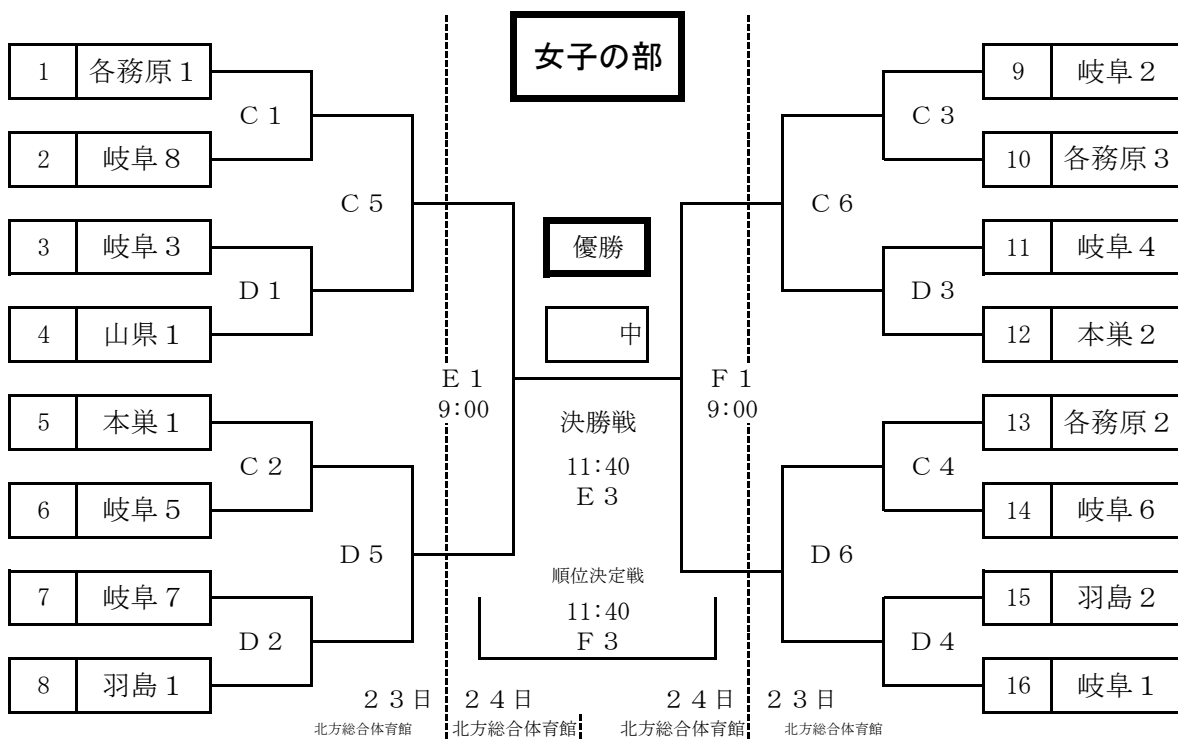 女子の部
1 各務原１
Ｃ１
2 岐阜８
Ｃ５
3 岐阜３
Ｄ１
4 山県１
5 本巣１
Ｃ２
6 岐阜５
Ｄ５
7 岐阜７
Ｄ２
8 羽島１
Ｅ１
9:00
優勝
中
決勝戦
11:40
Ｅ３
順位決定戦
11:40
Ｆ３
Ｆ１
9:00
9 岐阜２
Ｃ３
10 各務原３
Ｃ６
11 岐阜４
Ｄ３
12 本巣２
13 各務原２
Ｃ４
14 岐阜６
Ｄ６
15 羽島２
Ｄ４
16 岐阜１
２３日 ２４日 ２４日 ２３日
北方総合体育館 北方総合体育館 北方総合体育館 北方総合体育館